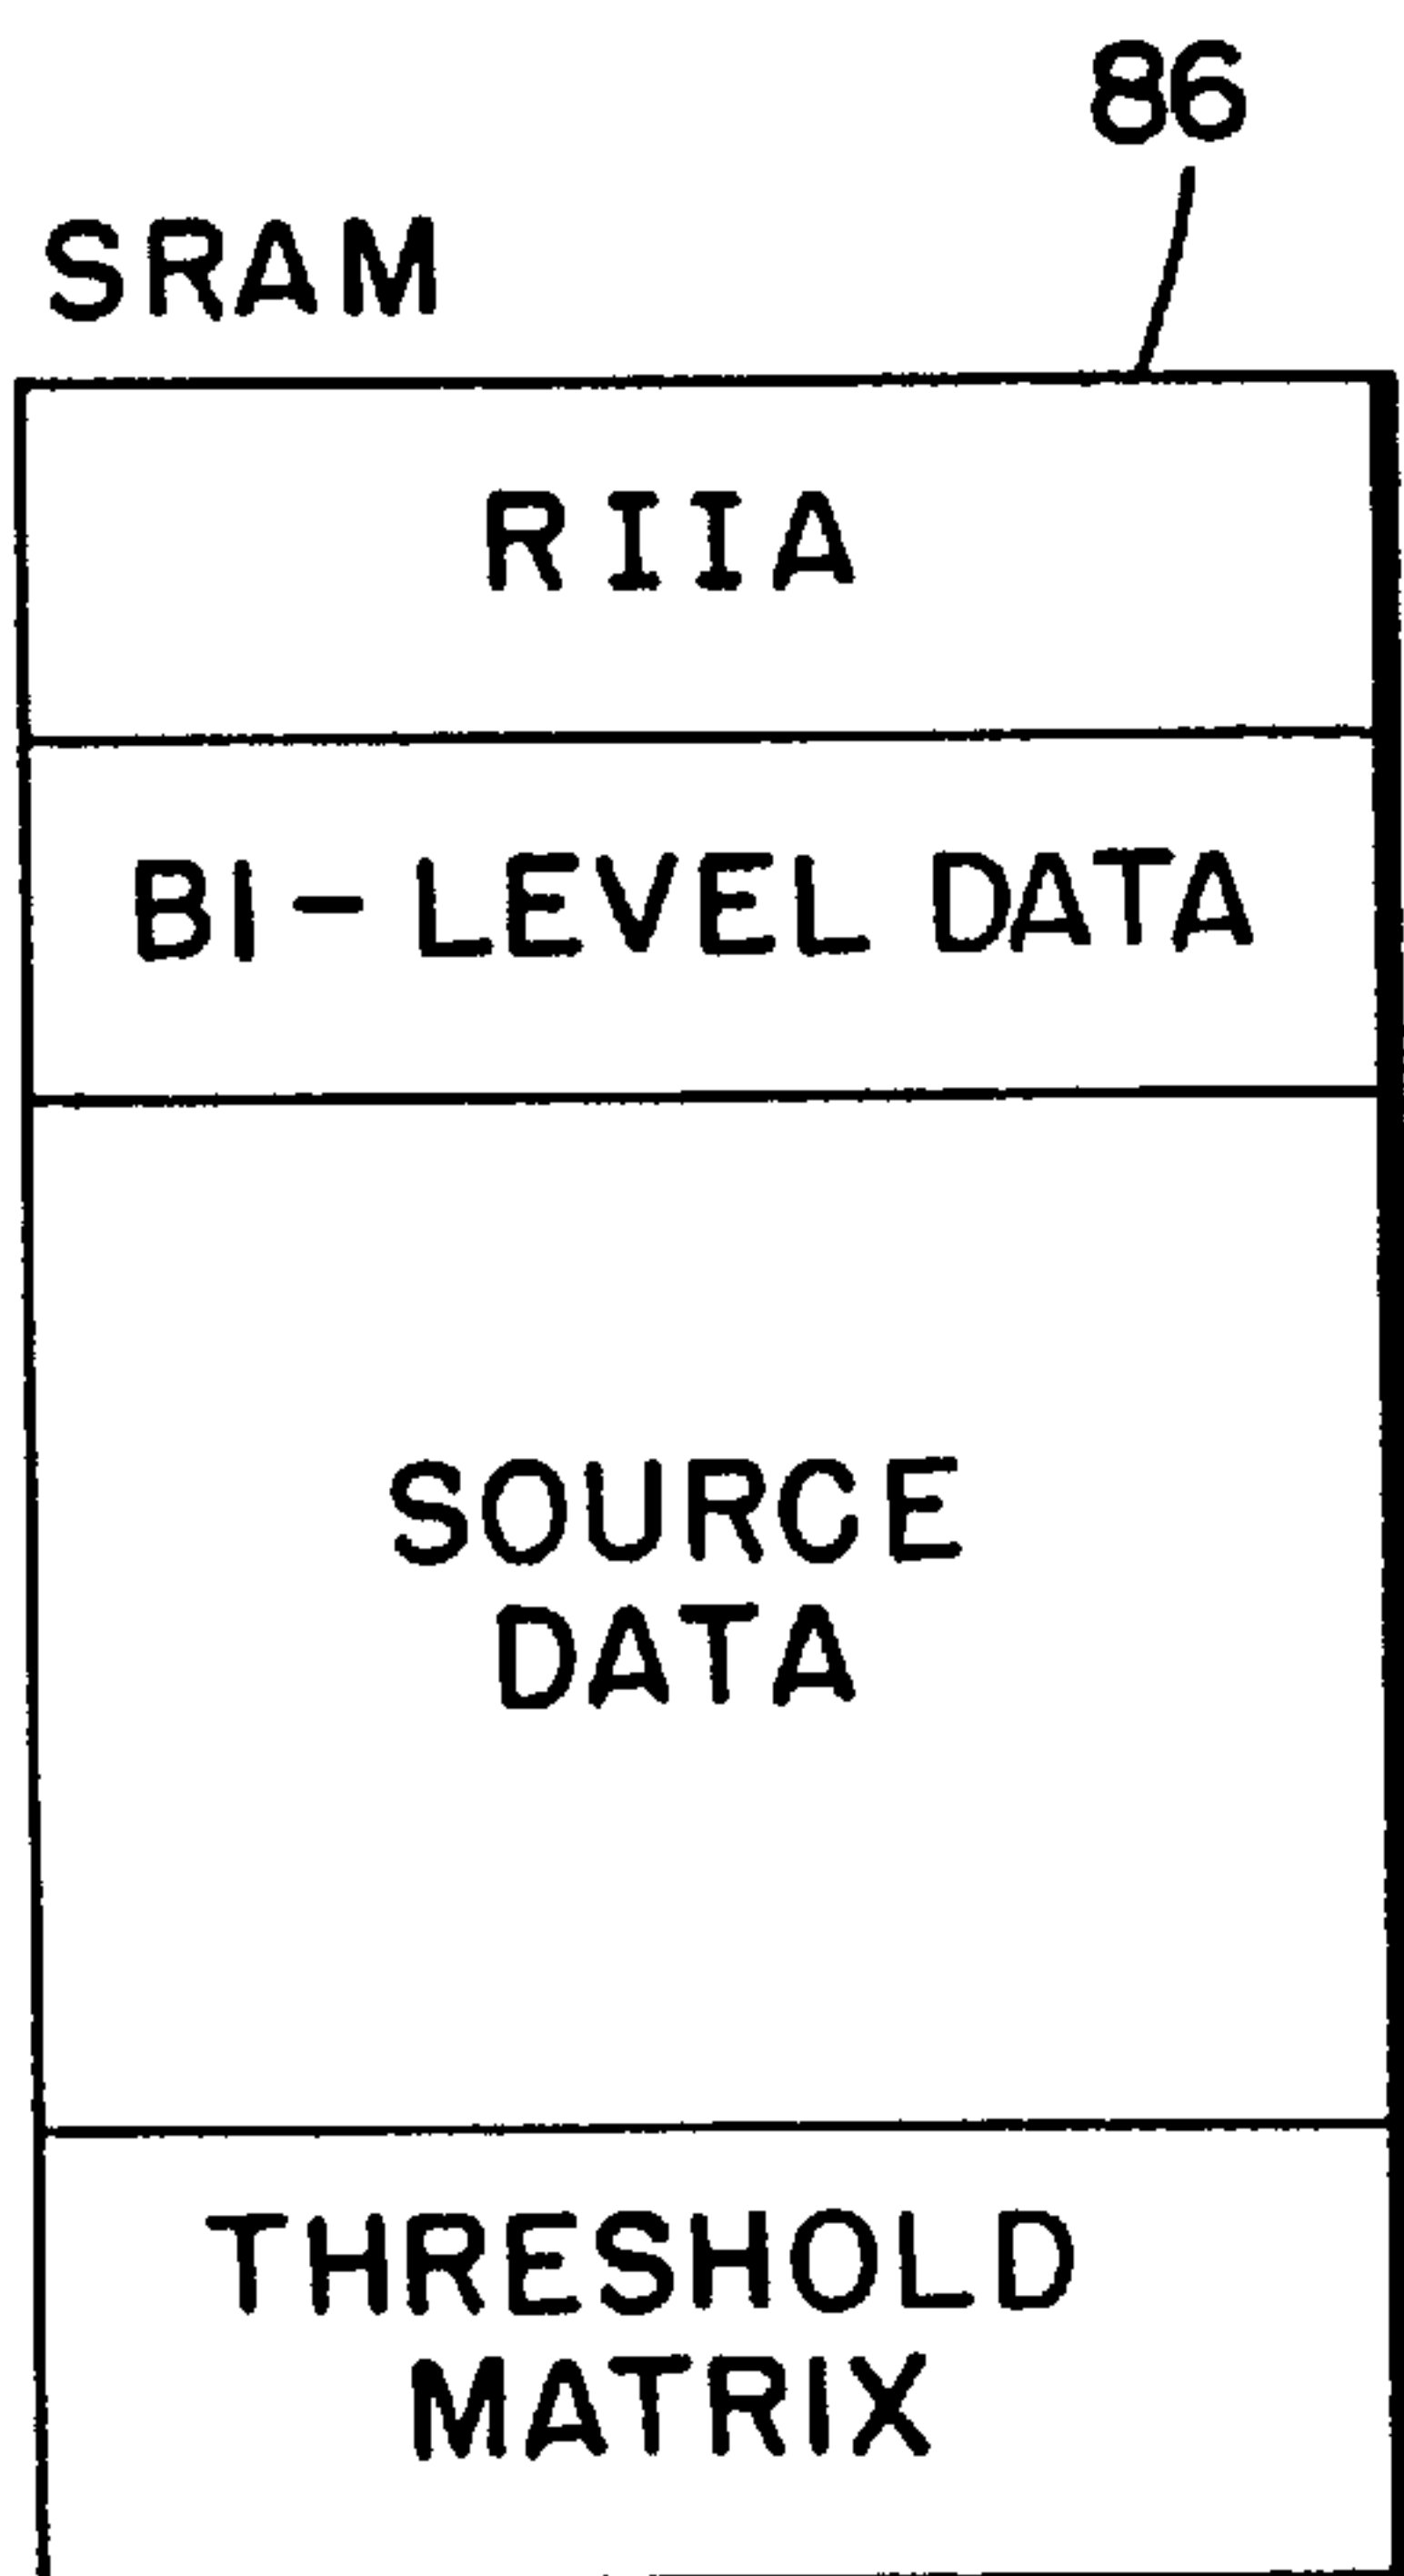 86
SRAM
RIIA
BI-LEVEL DATA
SOURCE
DATA
THRESHOLD
MATRIX